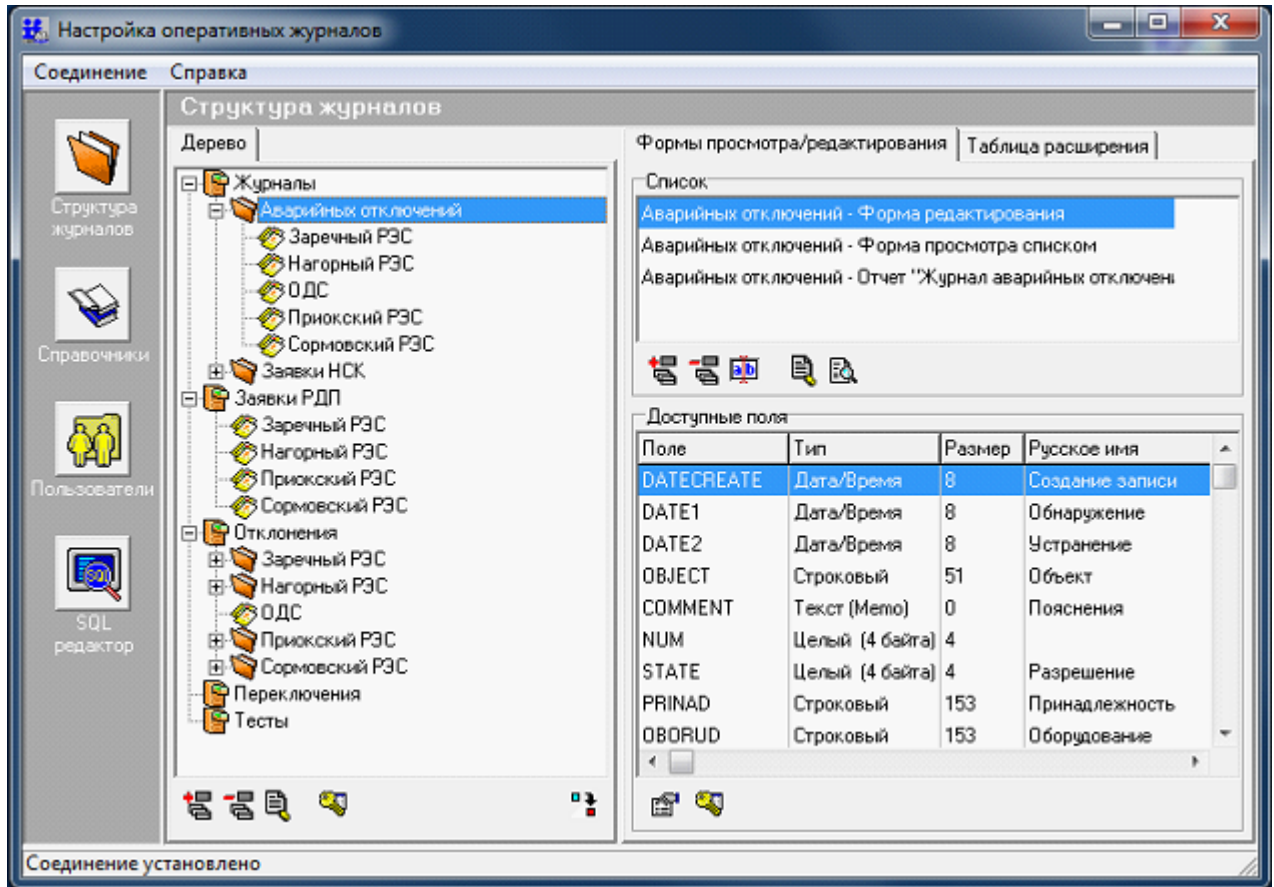 Настройка оперативных журналов
Соединение Справка
Структура журналов
Структура
журналов
Справочники
Пользователи
SQL
SQL
редактор
Дерево
Журналы
Аварийных отключений
Заречный РЭС
Нагорный РЭС
ОДС
Приокский РЭС
Сормовский РЭС
Заявки НСК
Заявки РДП
Заречный РЭС
Нагорный РЭС
Приокский РЭС
Сормовский РЭС
Отклонения
Заречный РЭС
Нагорный РЭС
ОДС
Приокский РЭС
Сормовский РЭС
Переключения
Тесты
Формы просмотра/редактирования Таблица расширения
Список
Аварийных отключений - Форма редактирования
Аварийных отключений - Форма просмотра списком
Аварийных отключений - Отчет "Журнал аварийных отключени
ab
Доступные поля
Поле Тип Размер Русское имя
DATECREATE Дата/Время 8 Создание записи
DATE1 Дата/Время 8 Обнаружение
DATE2 Дата/Время 8 Устранение
OBJECT Строковый 51 Объект
COMMENT Текст (Memo) 0 Пояснения
NUM Целый (4 байта) 4
STATE Целый (4 байта) 4 Разрешение
PRINAD Строковый 153 Принадлежность
OBORUD Строковый 153 Оборудование
Соединение установлено